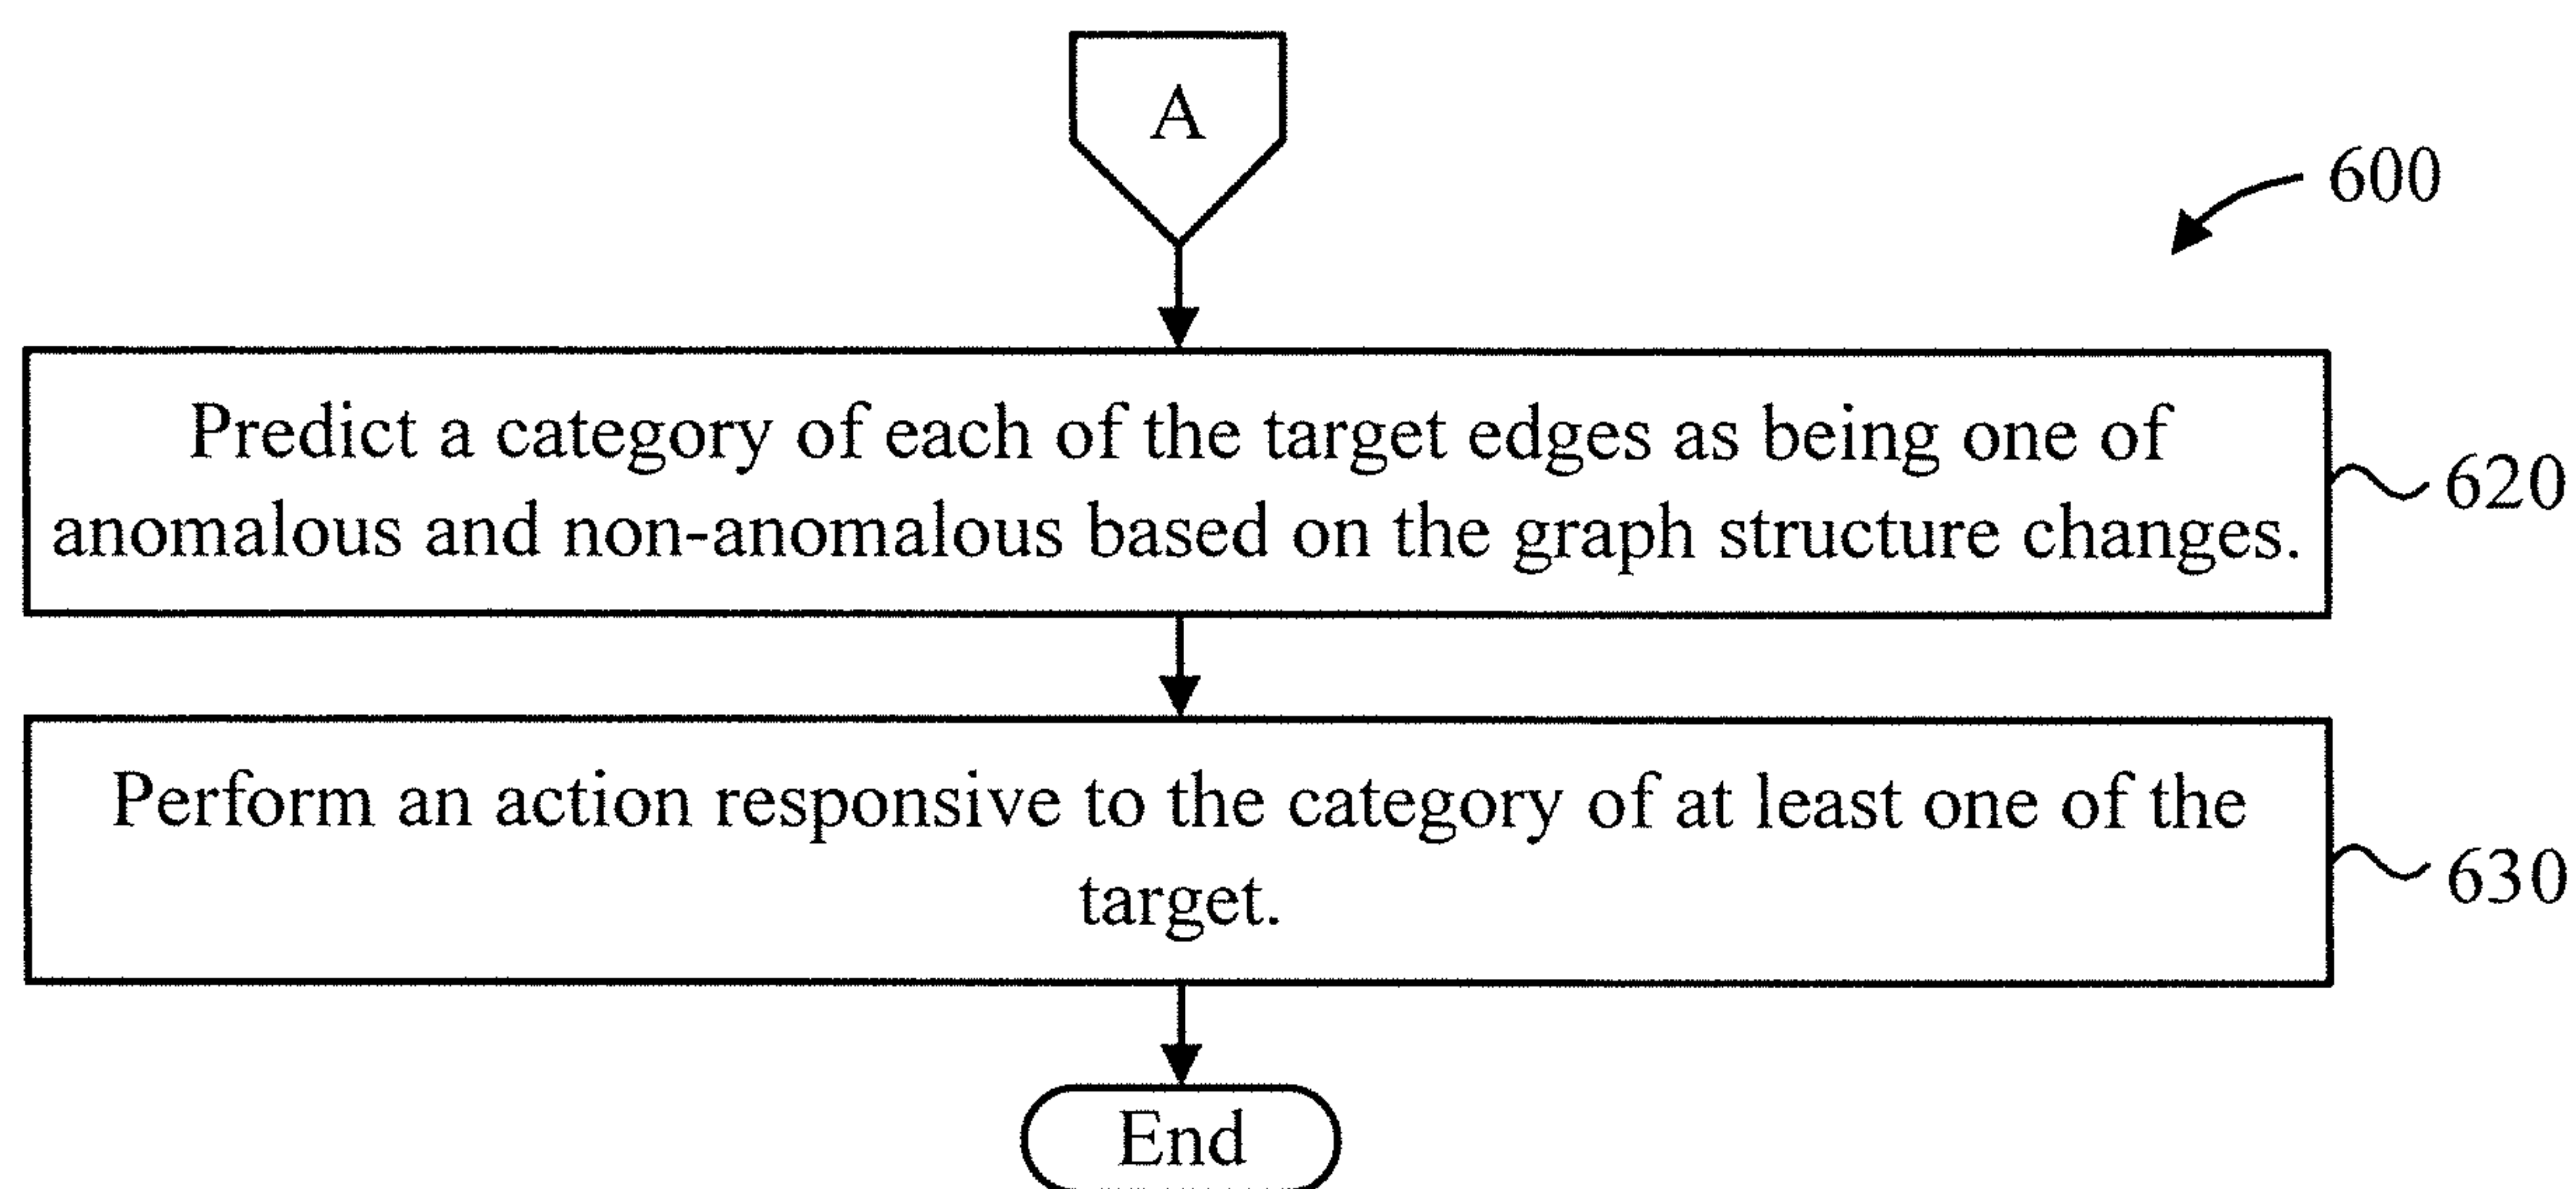 A
600
Predict a category of each of the target edges as being one of
anomalous and non-anomalous based on the graph structure changes.
620
Perform an action responsive to the category of at least one of the
target.
630
End